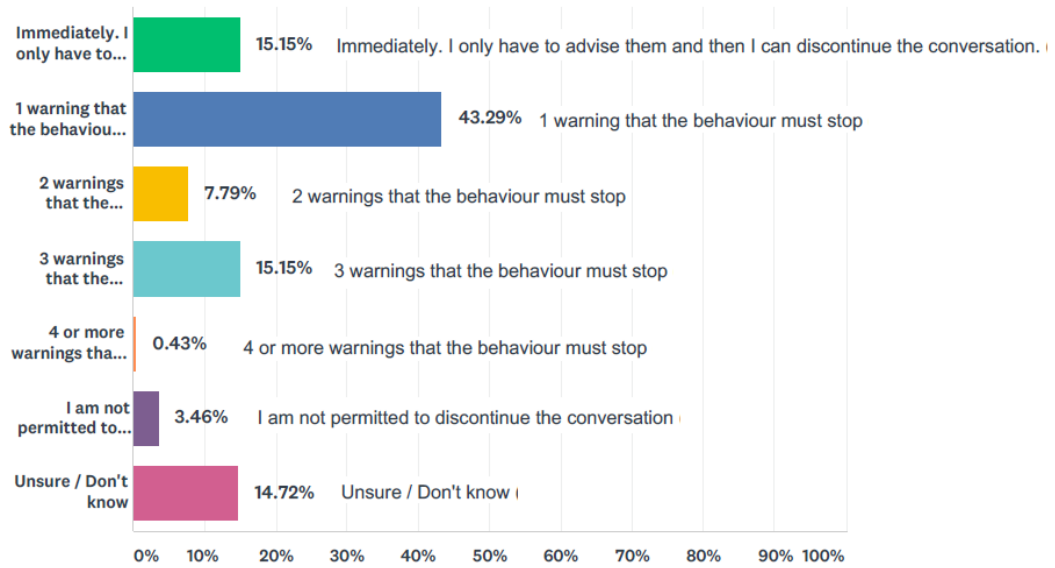 Immediately. I
only have to...
15.15% Immediately. I only have to advise them and then I can discontinue the conversation. (
1 warning that
the behaviou...
43.29% 1 warning that the behaviour must stop
2 warnings
that the...
7.79% 2 warnings that the behaviour must stop
3 warnings
that the...
15.15% 3 warnings that the behaviour must stop
4 or more
warnings tha...
0.43% 4 or more warnings that the behaviour must stop
I am not
permitted to...
3.46% I am not permitted to discontinue the conversation (
Unsure / Don't
know
14.72% Unsure / Don't know (
0% 10% 20% 30% 40% 50% 60% 70% 80% 90% 100%